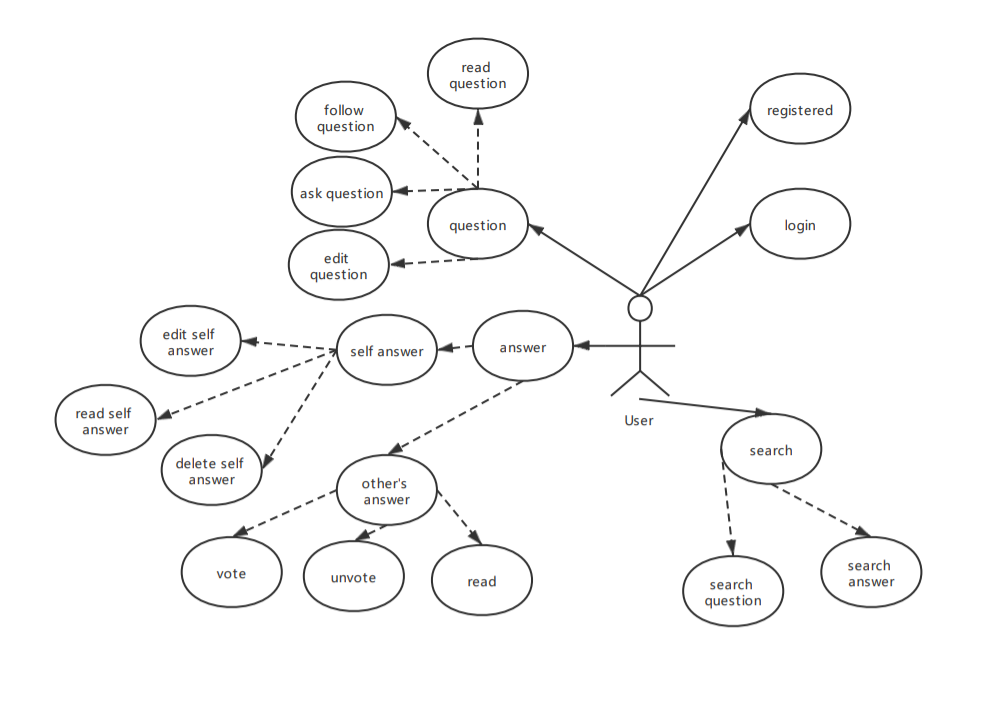 read
question
follow
question
registered
ask question
question
login
edit
question
edit self
answer
self answer
answer
read self
answer
User
search
delete self
answer
other's
answer
vote
unvote
read
search
question
search
answer